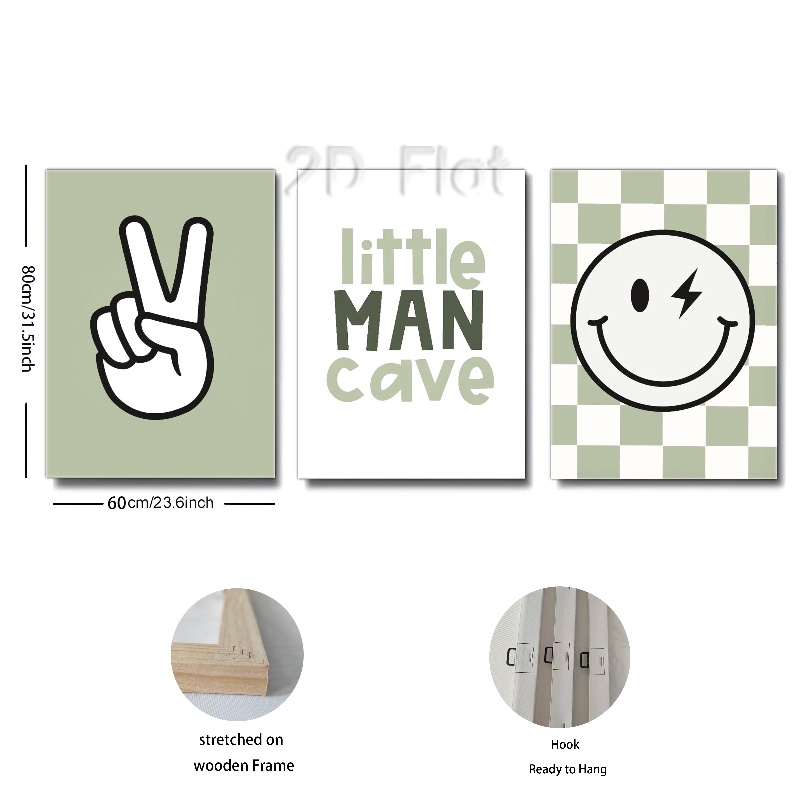 2D Flat
little
MAN
cave
80cm/31.5inch
60cm/23.6inch
stretched on
wooden Frame
Hook
Ready to Hang